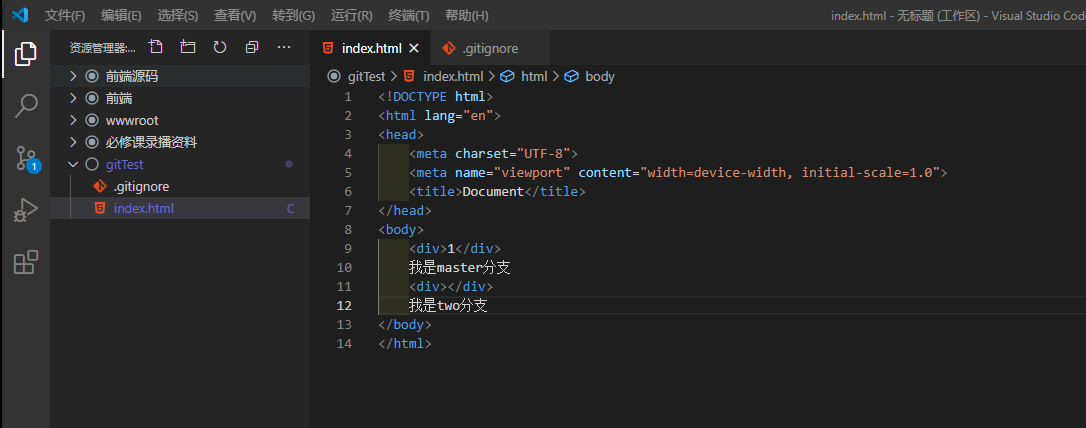 文件(F) 编辑(E) 选择(S) 查看(V) 转到(G) 运行(R) 终端(T) 帮助(H) index.html - 无标题 (工作区) - Visual Studio Code
资源管理器:... ···
index.html
.gitignore
前端源码
前端
wwwroot
必修课录播资料
gitTest
.gitignore
index.html C
1
gitTest > index.html > html > body
1 <!DOCTYPE html>
2 <html lang="en">
3 <head>
4 <meta charset="UTF-8">
5 <meta name="viewport" content="width=device-width, initial-scale=1.0">
6 <title>Document</title>
7 </head>
8 <body>
9 <div>1</div>
10 我是master分支
11 <div></div>
12 我是two分支
13 </body>
14 </html>